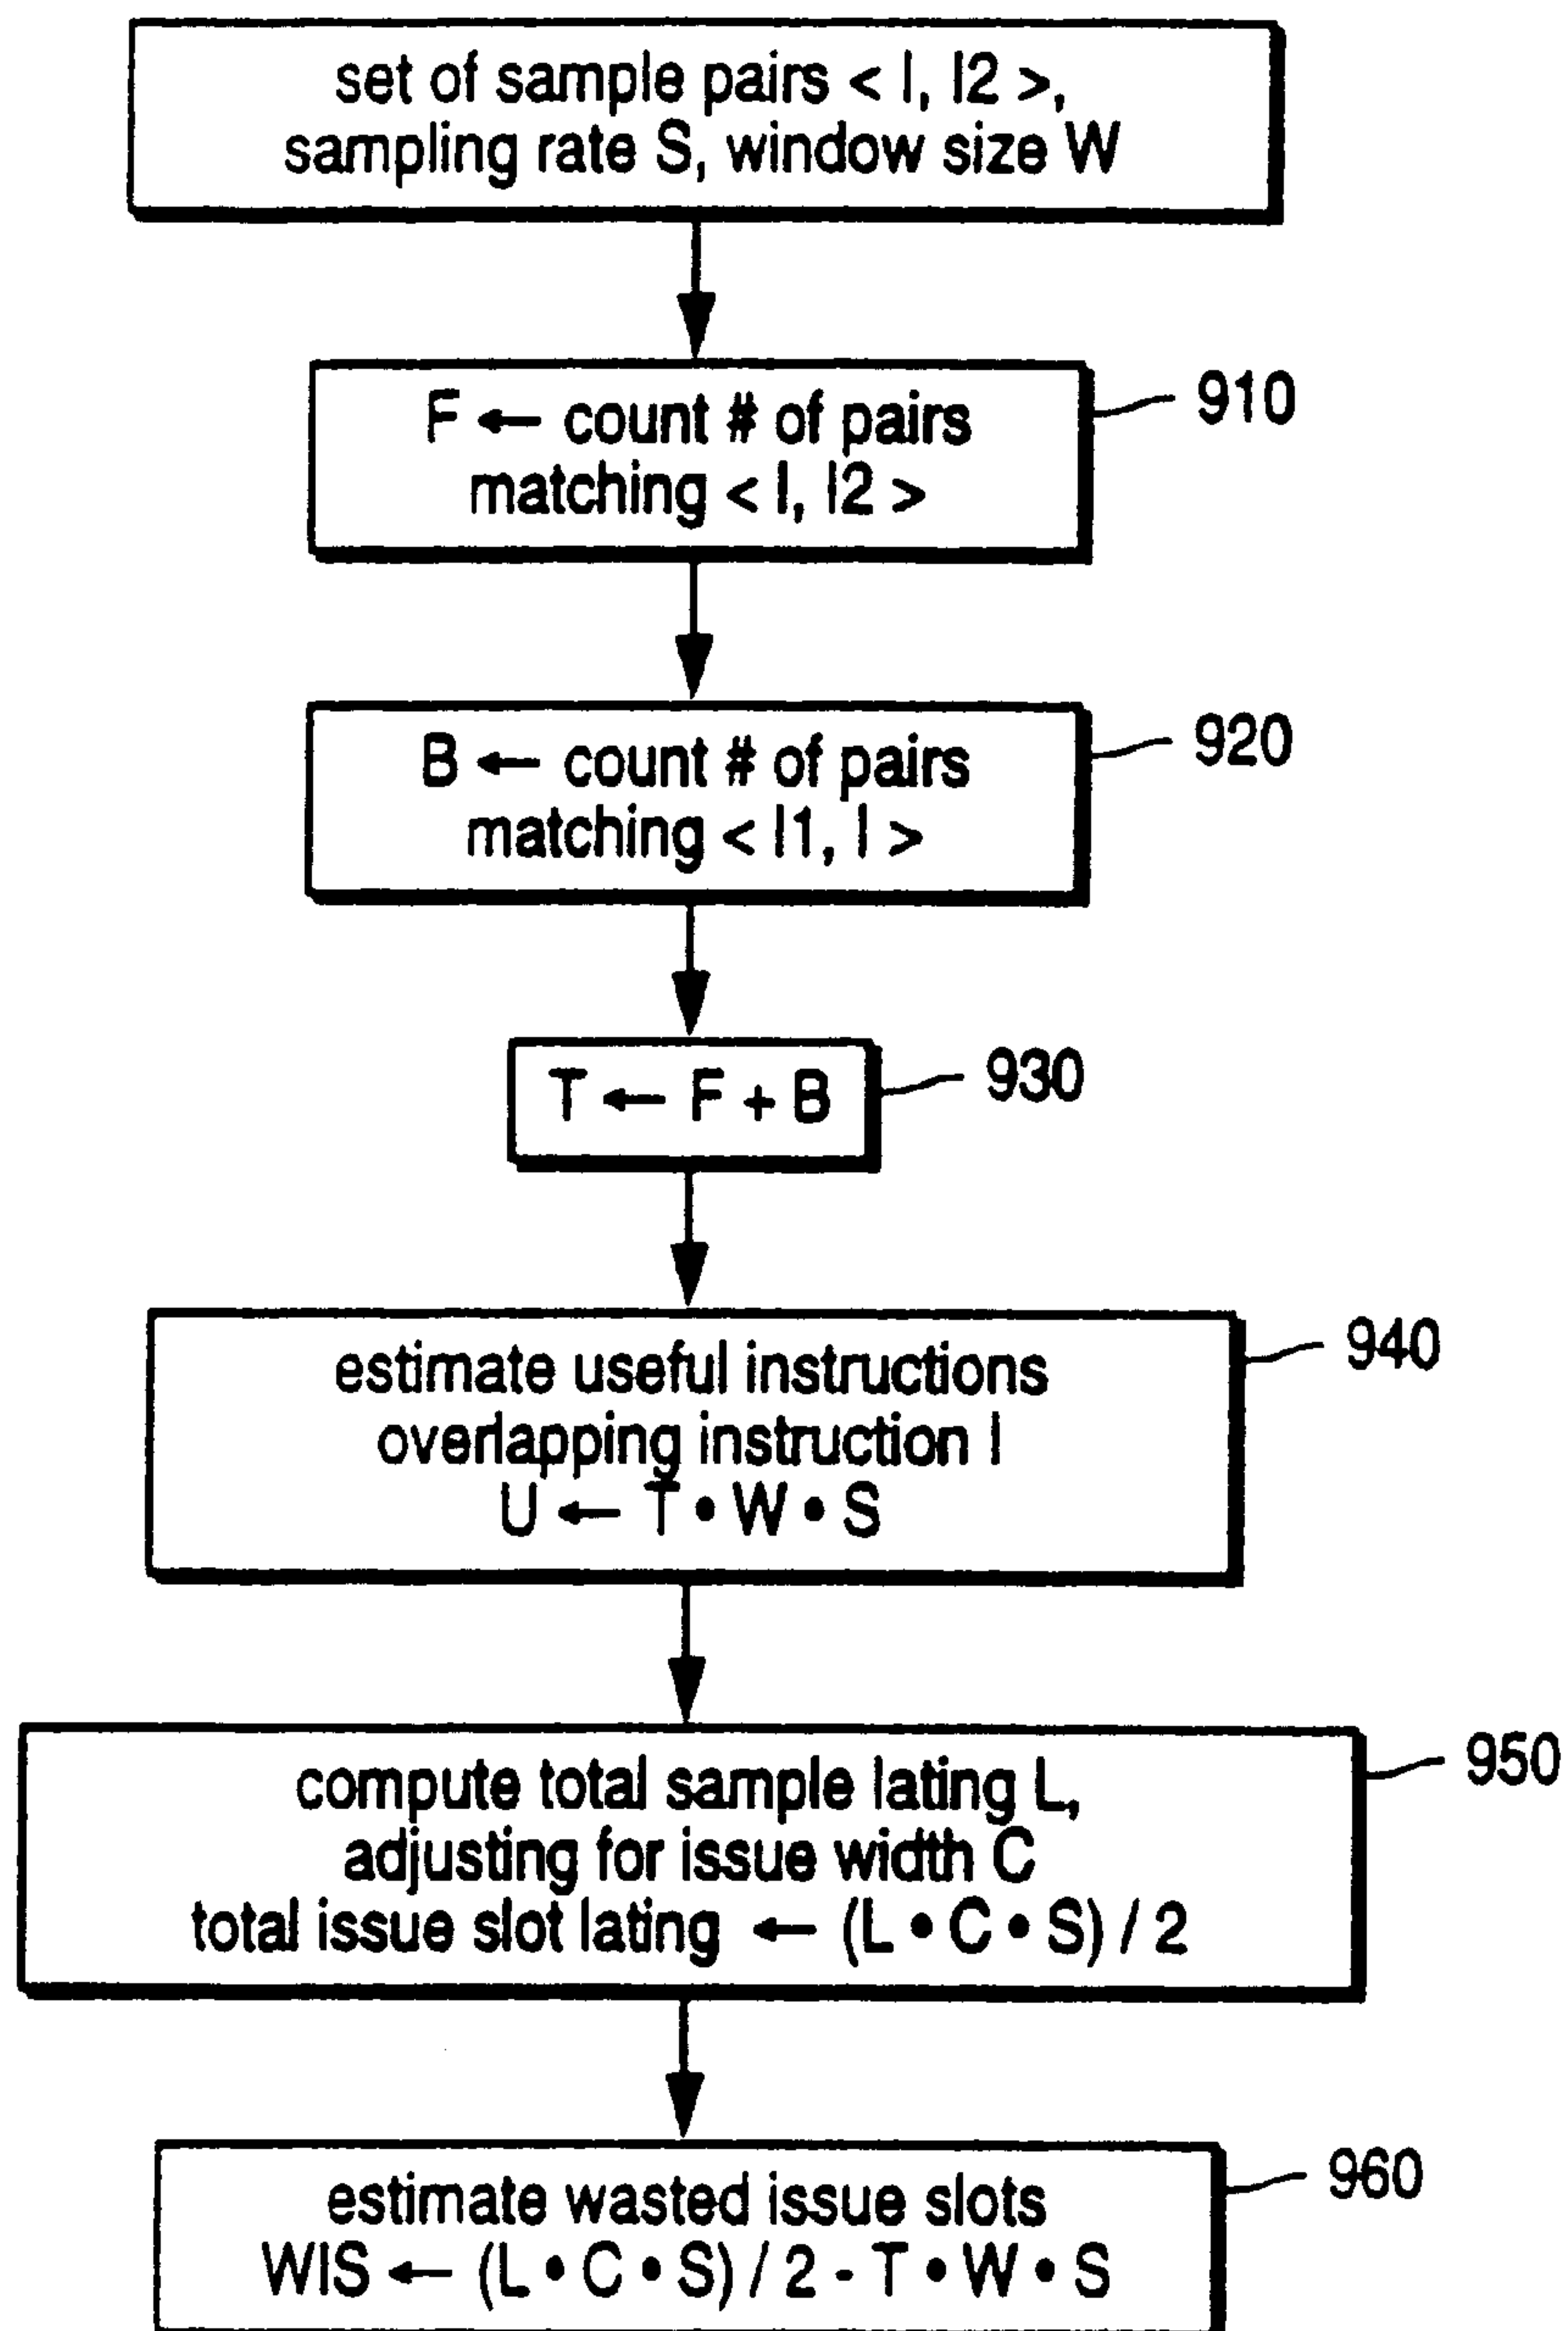 set of sample pairs < I, I2 >,
sampling rate S, window size W
F ← count # of pairs
matching < I, I2 >
910
B ← count # of pairs
matching < I1, I >
920
T ← F + B
930
estimate useful instructions
overlapping instruction I
U ← T • W • S
940
compute total sample lating L,
adjusting for issue width C
total issue slot lating ← (L • C • S) / 2
950
estimate wasted issue slots
WIS ← (L • C • S) / 2 - T • W • S
960